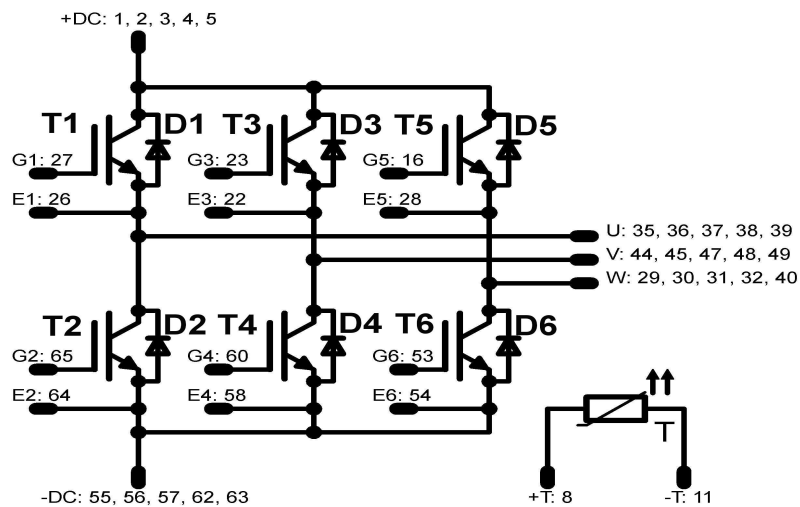 +DC: 1, 2, 3, 4, 5
T1 D1 T3 D3 T5 D5
G1: 27 G3: 23 G5: 16
E1: 26 E3: 22 E5: 28
U: 35, 36, 37, 38, 39
V: 44, 45, 47, 48, 49
W: 29, 30, 31, 32, 40
T2 D2 T4 D4 T6 D6
G2: 65 G4: 60 G6: 53
E2: 64 E4: 58 E6: 54
T
-DC: 55, 56, 57, 62, 63
+T: 8 -T: 11